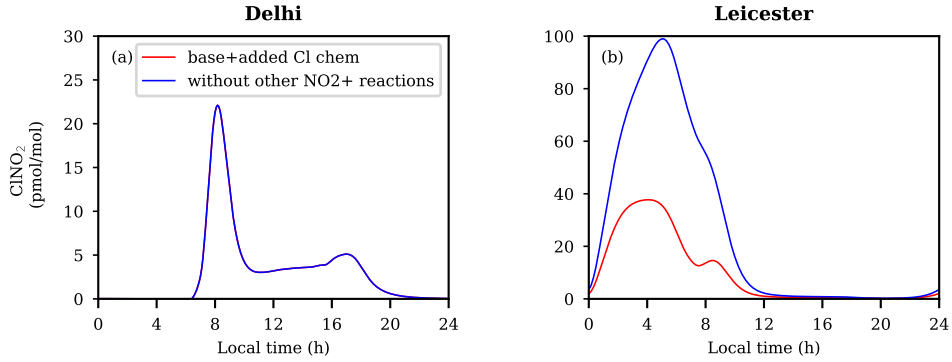 Delhi
Leicester
(a)
base+added Cl chem
without other NO2+ reactions
(b)
ClNO₂
(pmol/mol)
30
25
20
15
10
5
0
100
80
60
40
20
0
0 4 8 12 16 20 24
0 4 8 12 16 20 24
Local time (h)
Local time (h)